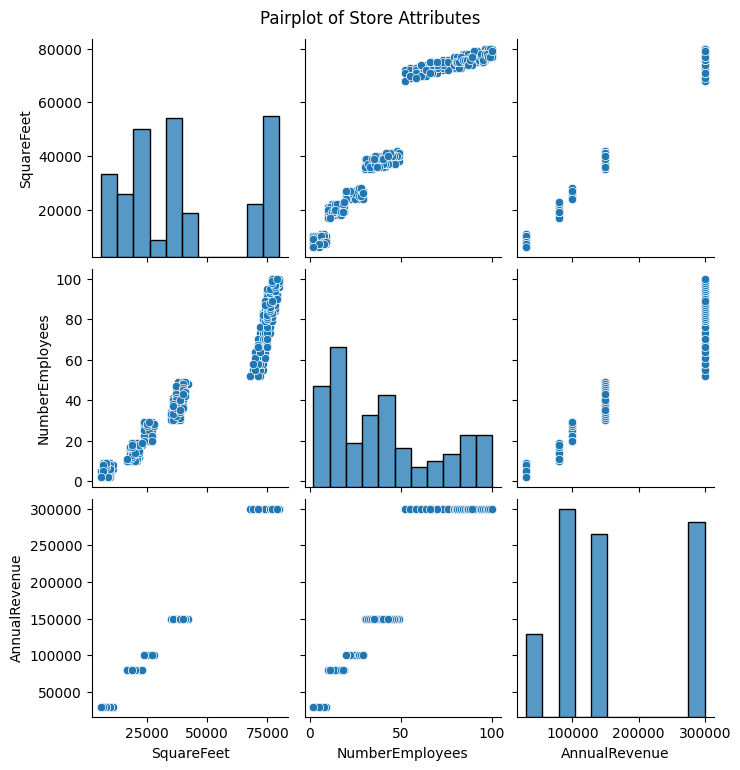 Pairplot of Store Attributes
80000
60000
40000
20000
SquareFeet
100
80
60
40
20
0
NumberEmployees
300000
250000
200000
150000
100000
50000
AnnualRevenue
25000 50000 75000
0 50 100
100000 200000 300000
SquareFeet
NumberEmployees
AnnualRevenue